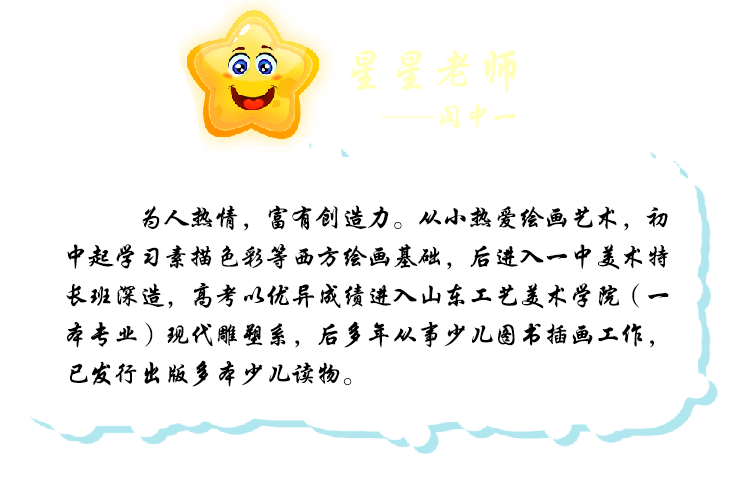 星星老师
——闫中一
为人热情，富有创造力。从小热爱绘画艺术，初
中起学习素描色彩等西方绘画基础，后进入一中美术特
长班深造，高考以优异成绩进入山东工艺美术学院（一
本专业）现代雕塑系，后多年从事少儿图书插画工作，
已发行出版多本少儿读物。